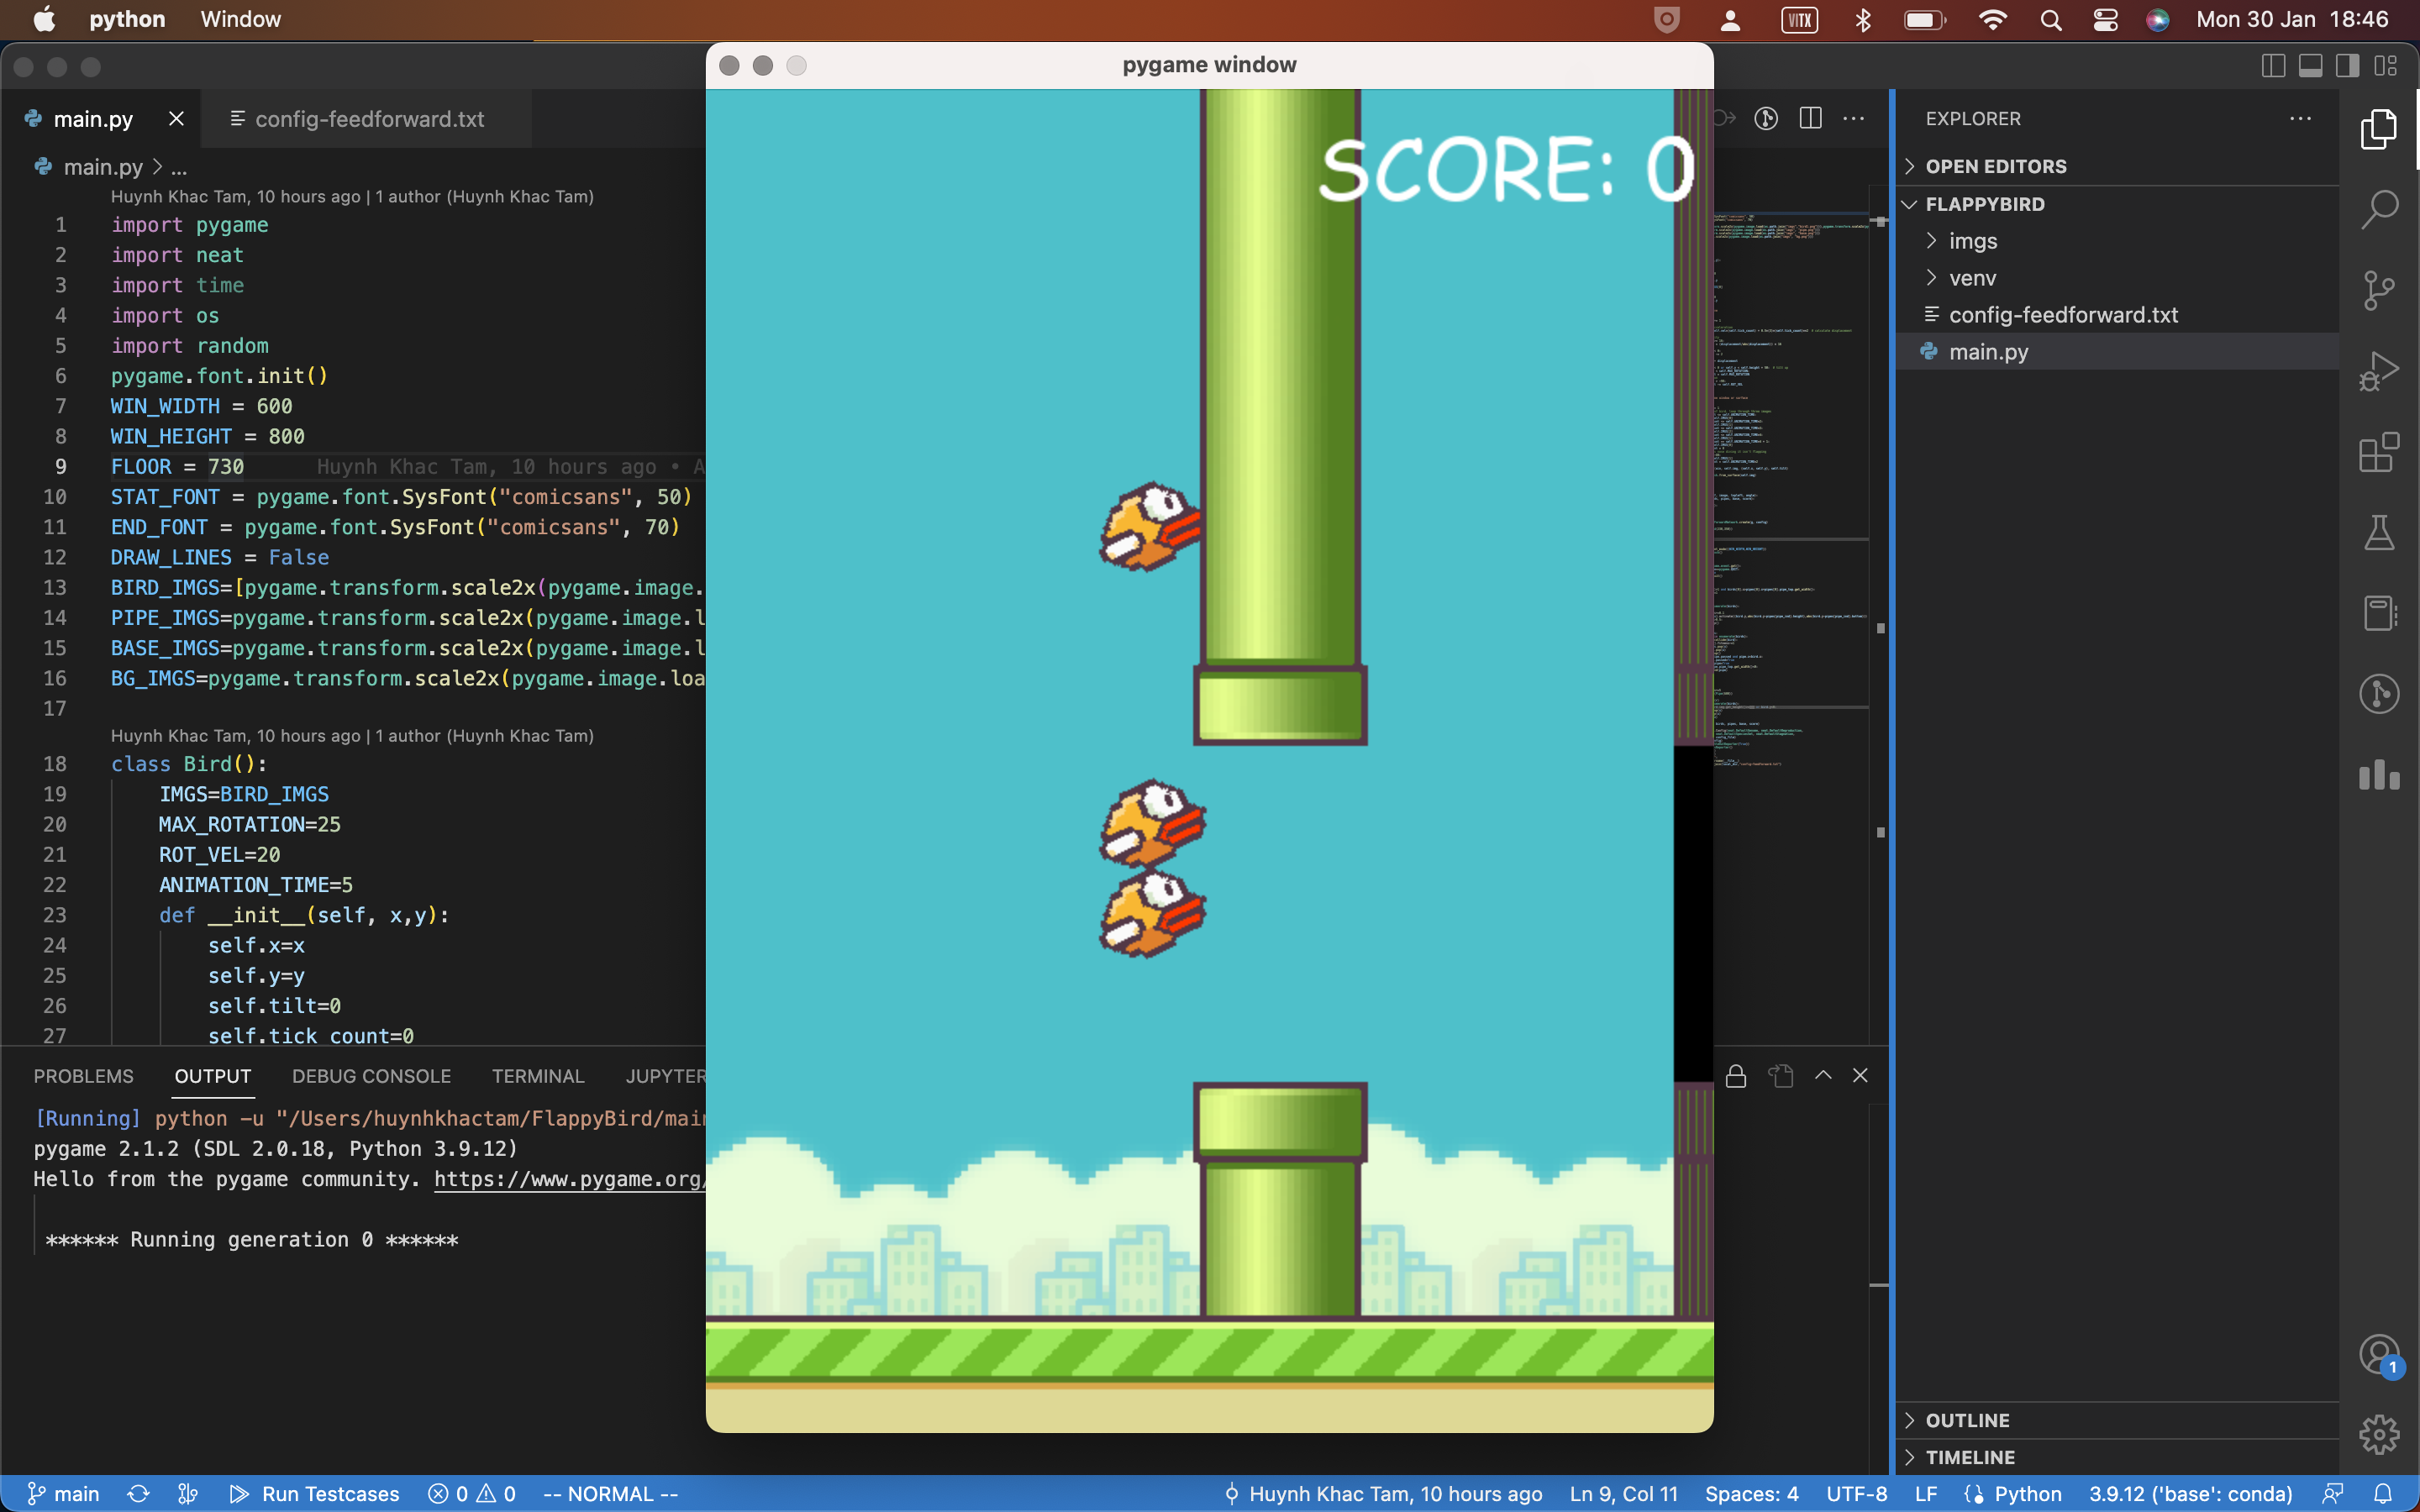 python Window
VITX
Mon 30 Jan 18:46
pygame window
main.py
config-feedforward.txt
main.py > ...
Huynh Khac Tam, 10 hours ago | 1 author (Huynh Khac Tam)
1 import pygame
2 import neat
3 import time
4 import os
5 import random
6 pygame.font.init()
7 WIN_WIDTH = 600
8 WIN_HEIGHT = 800
9 FLOOR = 730 Huynh Khac Tam, 10 hours ago • A
10 STAT_FONT = pygame.font.SysFont("comicsans", 50)
11 END_FONT = pygame.font.SysFont("comicsans", 70)
12 DRAW_LINES = False
13 BIRD_IMGS=[pygame.transform.scale2x(pygame.image.
14 PIPE_IMGS=pygame.transform.scale2x(pygame.image.l
15 BASE_IMGS=pygame.transform.scale2x(pygame.image.l
16 BG_IMGS=pygame.transform.scale2x(pygame.image.loa
17
Huynh Khac Tam, 10 hours ago | 1 author (Huynh Khac Tam)
18 class Bird():
19 IMGS=BIRD_IMGS
20 MAX_ROTATION=25
21 ROT_VEL=20
22 ANIMATION_TIME=5
23 def __init__(self, x,y):
24 self.x=x
25 self.y=y
26 self.tilt=0
27 self.tick_count=0
SCORE: 0
EXPLORER
OPEN EDITORS
FLAPPYBIRD
imgs
venv
config-feedforward.txt
main.py
PROBLEMS OUTPUT DEBUG CONSOLE TERMINAL JUPYTER
[Running] python -u "/Users/huynhkhactam/FlappyBird/main
pygame 2.1.2 (SDL 2.0.18, Python 3.9.12)
Hello from the pygame community. https://www.pygame.org/
****** Running generation 0 ******
1
OUTLINE
TIMELINE
main Run Testcases 0 0 -- NORMAL -- Huynh Khac Tam, 10 hours ago Ln 9, Col 11 Spaces: 4 UTF-8 LF Python 3.9.12 ('base': conda)